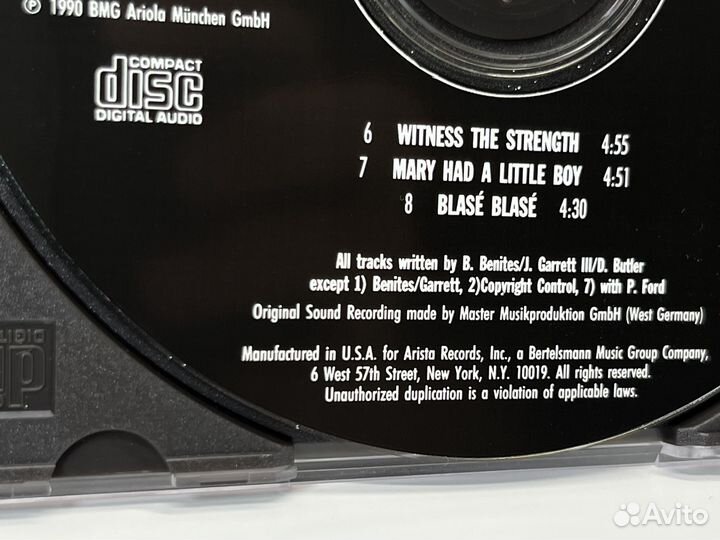 ℗ 1990 BMG Ariola München GmbH
COMPACT
disc
DIGITAL AUDIO
6 WITNESS THE STRENGTH 4:55
7 MARY HAD A LITTLE BOY 4:51
8 BLASÉ BLASÉ 4:30
All tracks written by B. Benites/J. Garrett III/D. Butler
except 1) Benites/Garrett, 2)Copyright Control, 7) with P. Ford
Original Sound Recording made by Master Musikproduktion GmbH (West Germany)
Manufactured in U.S.A. for Arista Records, Inc., a Bertelsmann Music Group Company,
6 West 57th Street, New York, N.Y. 10019. All rights reserved.
Unauthorized duplication is a violation of applicable laws.
Avito